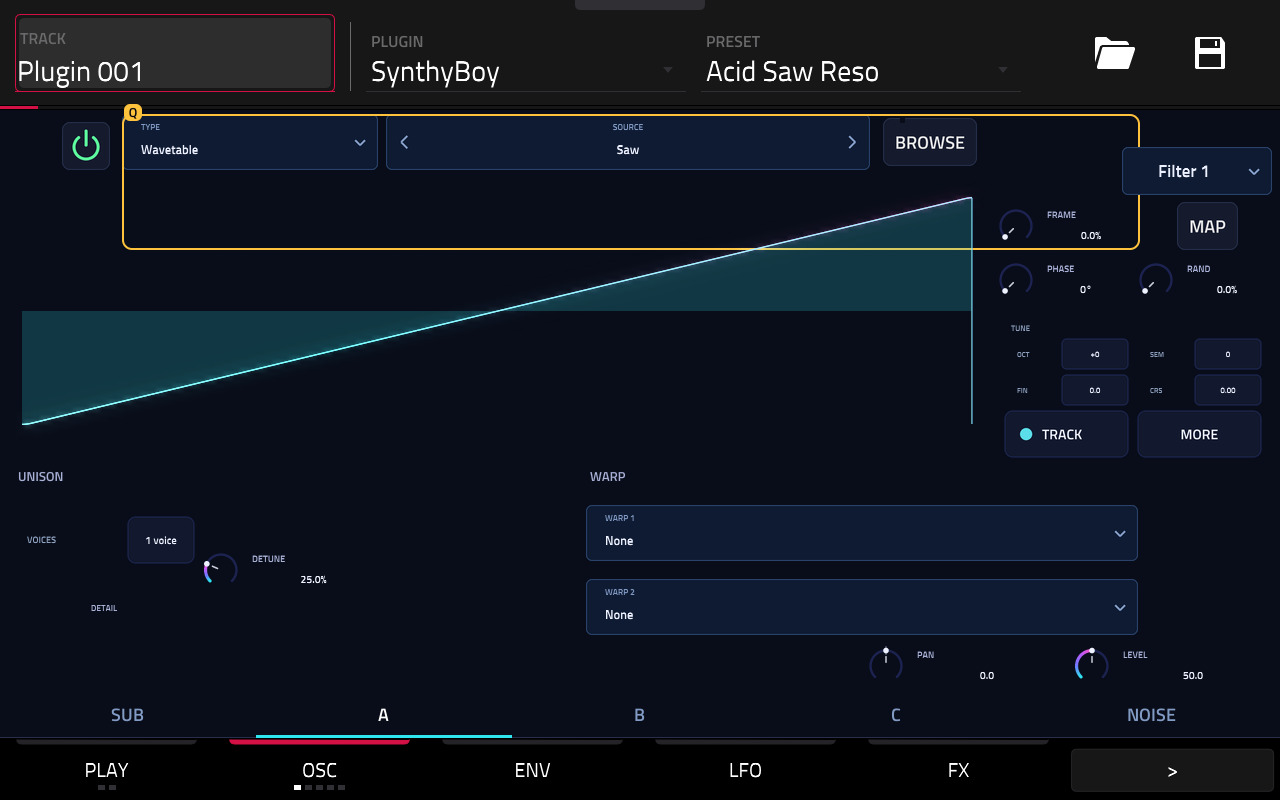 TRACK
Plugin 001
PLUGIN
SynthyBoy
PRESET
Acid Saw Reso
Q
TYPE
Wavetable
SOURCE
Saw
BROWSE
Filter 1
FRAME
0.0%
MAP
PHASE
0°
RAND
0.0%
TUNE
OCT
+0
SEM
0
FIN
0.0
CRS
0.00
TRACK
MORE
UNISON
VOICES
1 voice
DETUNE
25.0%
DETAIL
WARP
WARP 1
None
WARP 2
None
PAN
0.0
LEVEL
50.0
SUB
A
B
C
NOISE
PLAY
OSC
ENV
LFO
FX
>